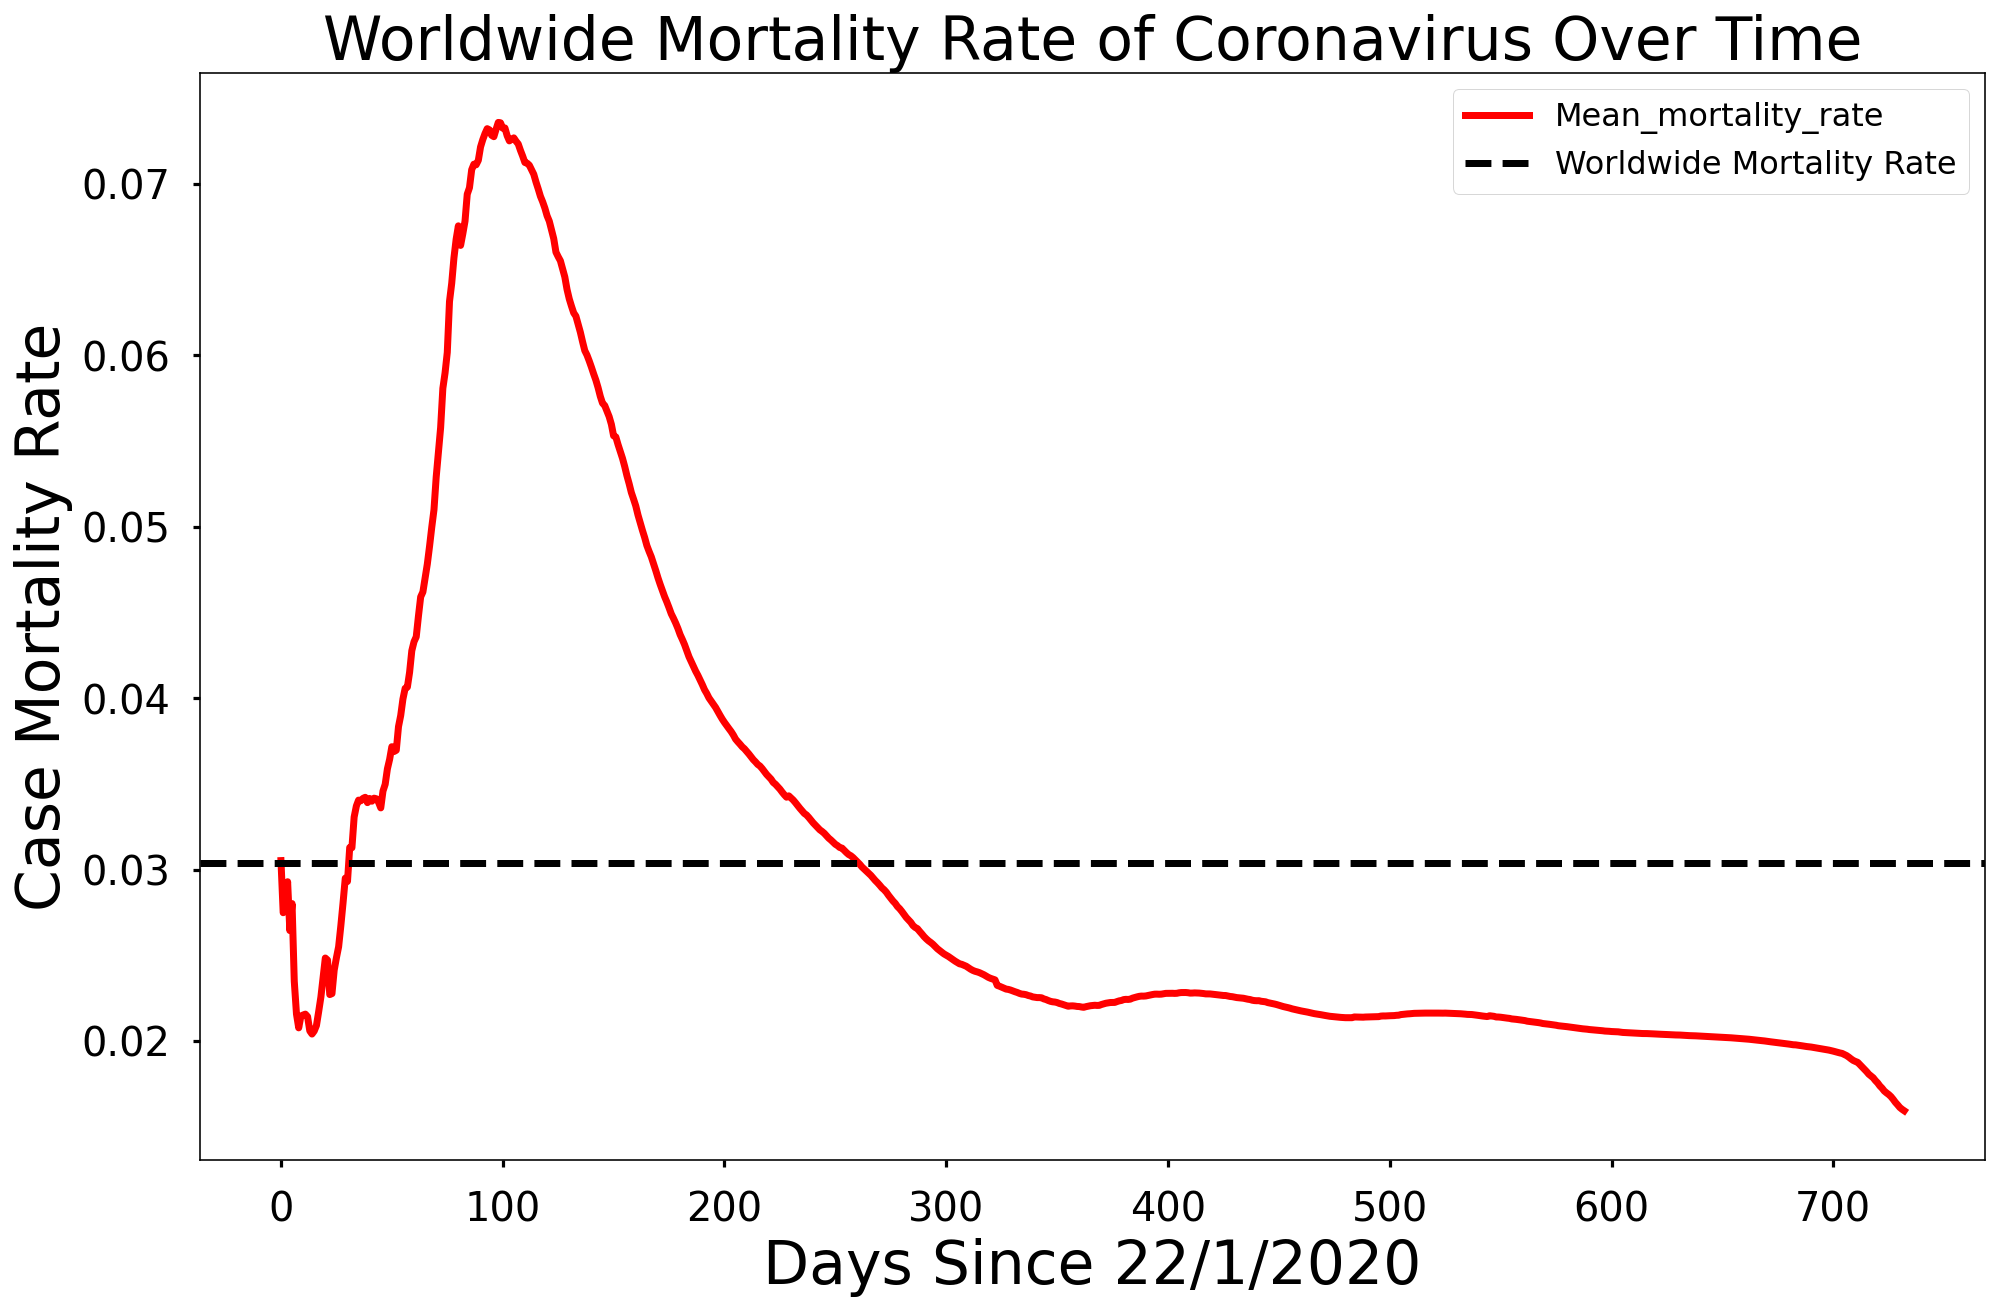 Worldwide Mortality Rate of Coronavirus Over Time
Mean_mortality_rate
Worldwide Mortality Rate
Case Mortality Rate
0.07
0.06
0.05
0.04
0.03
0.02
0 100 200 300 400 500 600 700
Days Since 22/1/2020